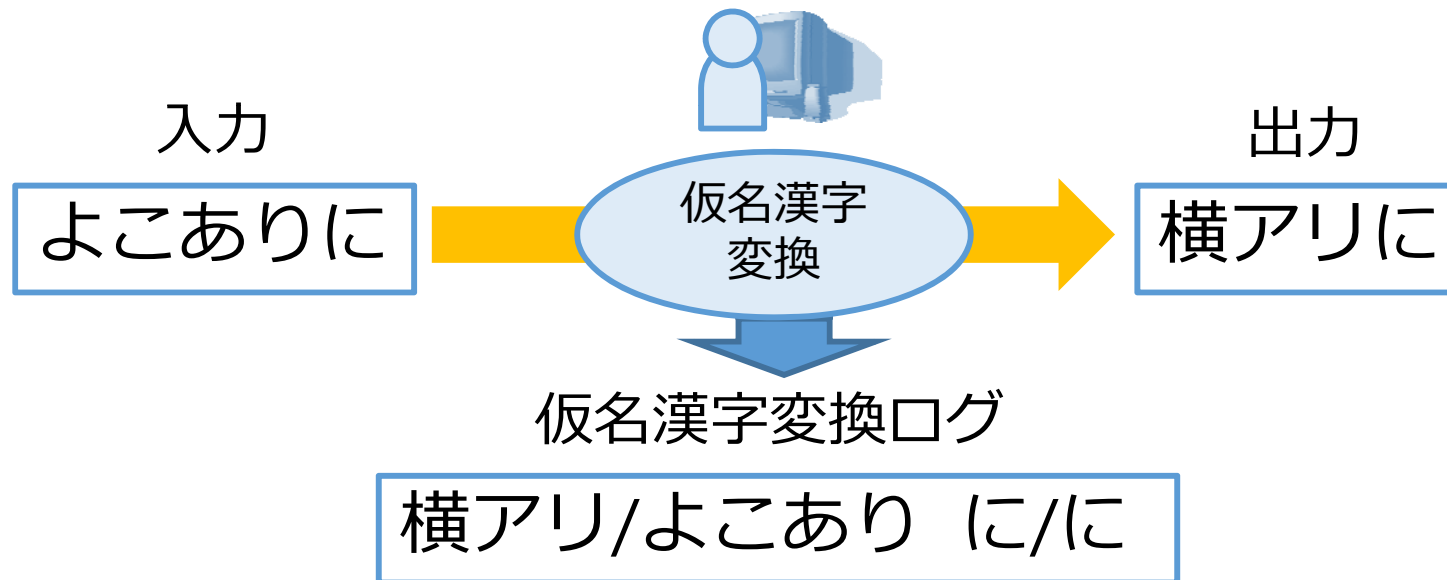 入力
よこありに
仮名漢字
変換
出力
横アリに
仮名漢字変換ログ
横アリ/よこあり に/に